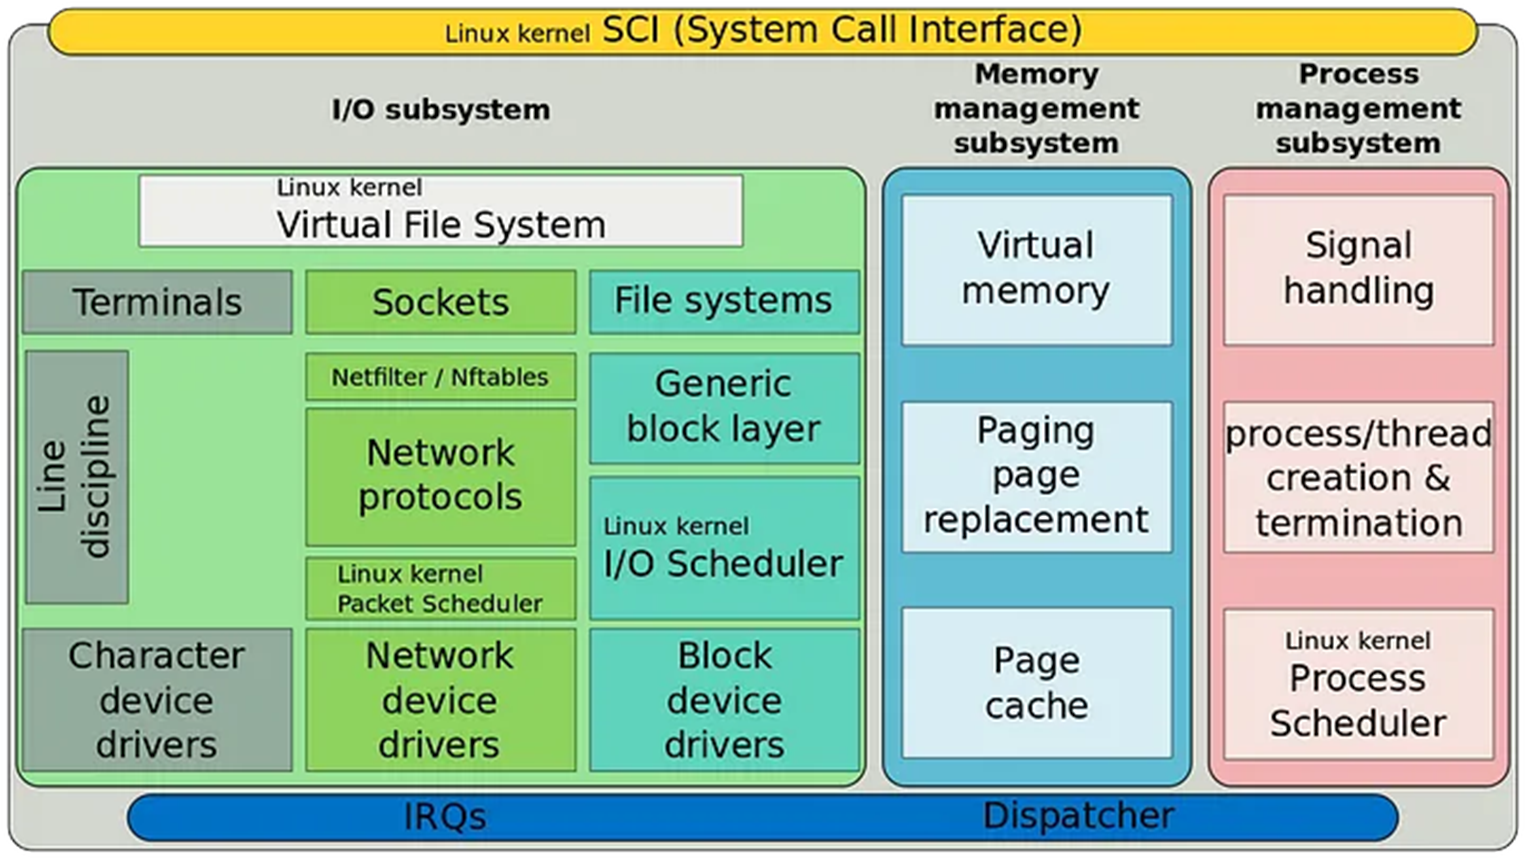 Linux kernel SCI (System Call Interface)
I/O subsystem
Memory
management
subsystem
Process
management
subsystem
Linux kernel
Virtual File System
Terminals
Sockets
File systems
Line
discipline
Netfilter / Nftables
Network
protocols
Linux kernel
Packet Scheduler
Generic
block layer
Linux kernel
I/O Scheduler
Character
device
drivers
Network
device
drivers
Block
device
drivers
Virtual
memory
Paging
page
replacement
Page
cache
Signal
handling
process/thread
creation &
termination
Linux kernel
Process
Scheduler
IRQs
Dispatcher